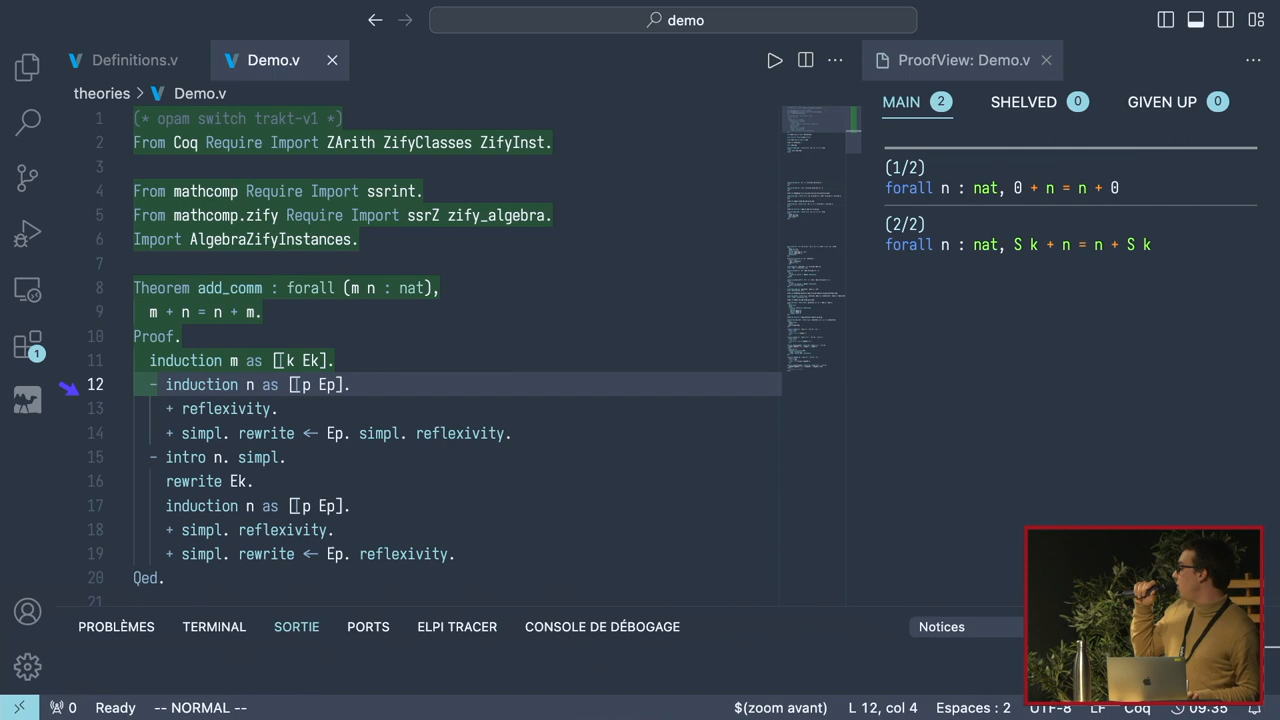 demo
Definitions.v
Demo.v
ProofView: Demo.v
theories > Demo.v
MAIN 2 SHELVED 0 GIVEN UP 0
(* opam switch trakt-v1 *)
From Coq Require Import ZArith ZifyClasses ZifyInst.
3
From mathcomp Require Import ssrint.
5 From mathcomp.zify Require Import ssrZ zify_algebra.
6 Import AlgebraZifyInstances.
7
Theorem add_comm : forall (m n : nat),
m + n = n + m.
Proof.
11 induction m as [|k Ek].
12 - induction n as [|p Ep].
13 + reflexivity.
14 + simpl. rewrite ← Ep. simpl. reflexivity.
15 - intro n. simpl.
16 rewrite Ek.
17 induction n as [|p Ep].
18 + simpl. reflexivity.
19 + simpl. rewrite ← Ep. reflexivity.
20 Qed.
21
(1/2)
forall n : nat, 0 + n = n + 0
(2/2)
forall n : nat, S k + n = n + S k
1
PROBLÈMES TERMINAL SORTIE PORTS ELPI TRACER CONSOLE DE DÉBOGAGE
Notices
0 Ready -- NORMAL -- $(zoom avant) L 12, col 4 Espaces : 2 UTF-8 LF Coq 09:35